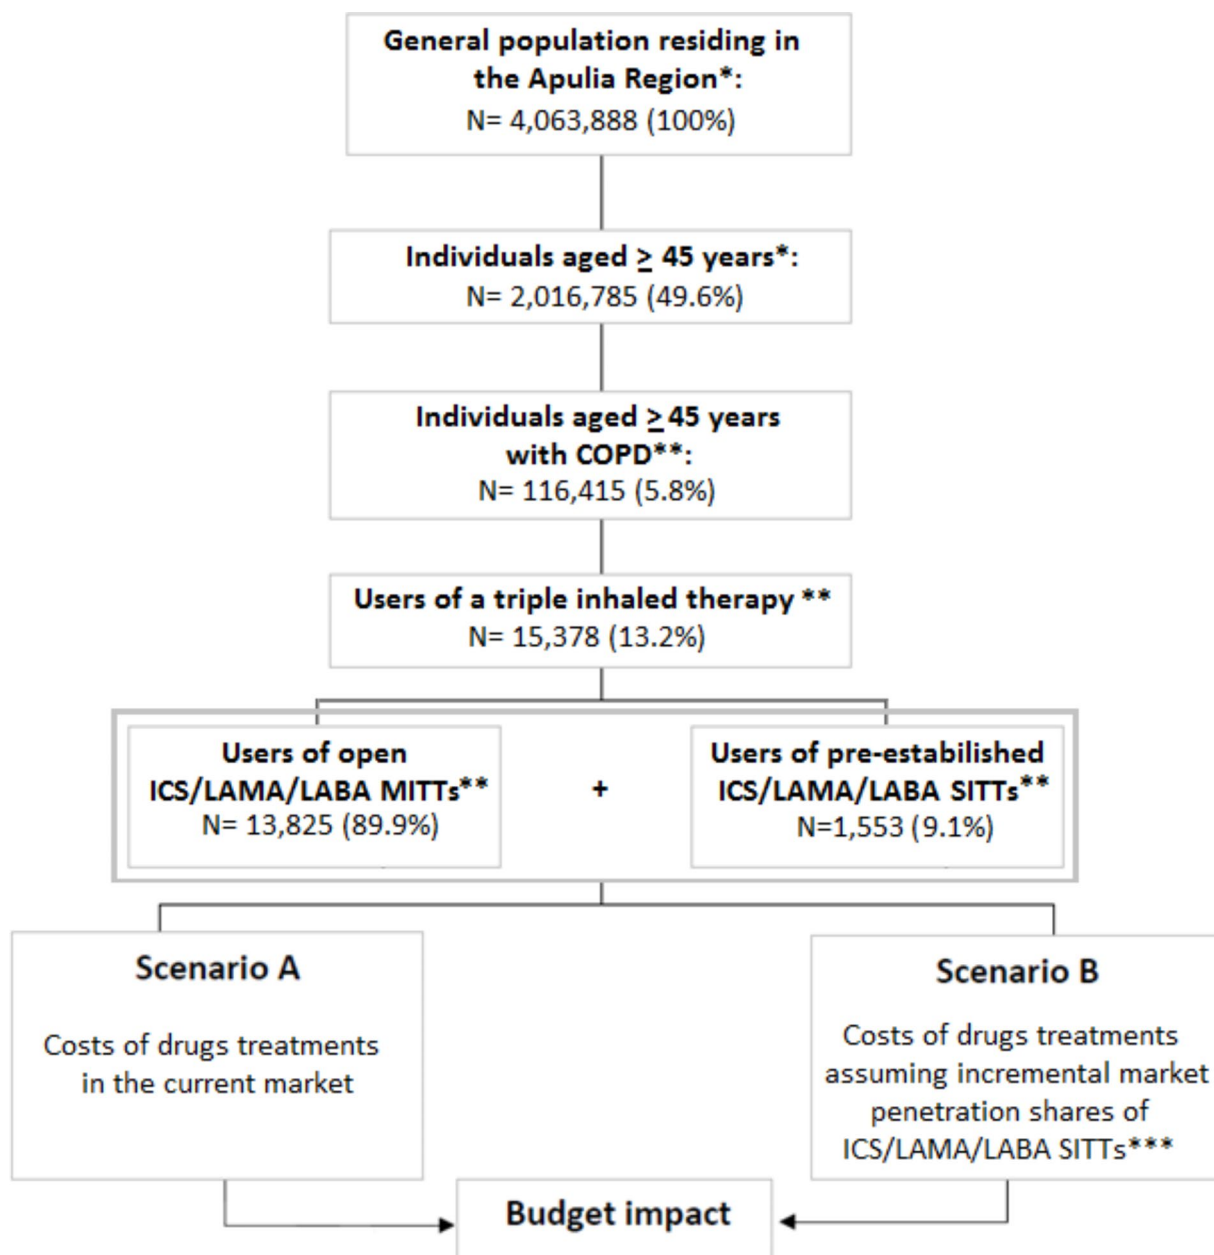 General population residing in
the Apulia Region*:
N= 4,063,888 (100%)
Individuals aged ≥ 45 years*:
N= 2,016,785 (49.6%)
Individuals aged ≥ 45 years
with COPD**:
N= 116,415 (5.8%)
Users of a triple inhaled therapy **
N= 15,378 (13.2%)
Users of open
ICS/LAMA/LABA MITTs**
N= 13,825 (89.9%)
+
Users of pre-estabilished
ICS/LAMA/LABA SITTs**
N=1,553 (9.1%)
Scenario A
Costs of drugs treatments
in the current market
Scenario B
Costs of drugs treatments
assuming incremental market
penetration shares of
ICS/LAMA/LABA SITTs***
Budget impact